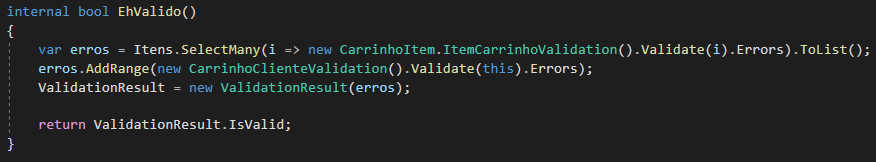 internal bool EhValido()
{
var erros = Itens.SelectMany(i => new CarrinhoItem.ItemCarrinhoValidation().Validate(i).Errors).ToList();
erros.AddRange(new CarrinhoClienteValidation().Validate(this).Errors);
ValidationResult = new ValidationResult(erros);
return ValidationResult.IsValid;
}